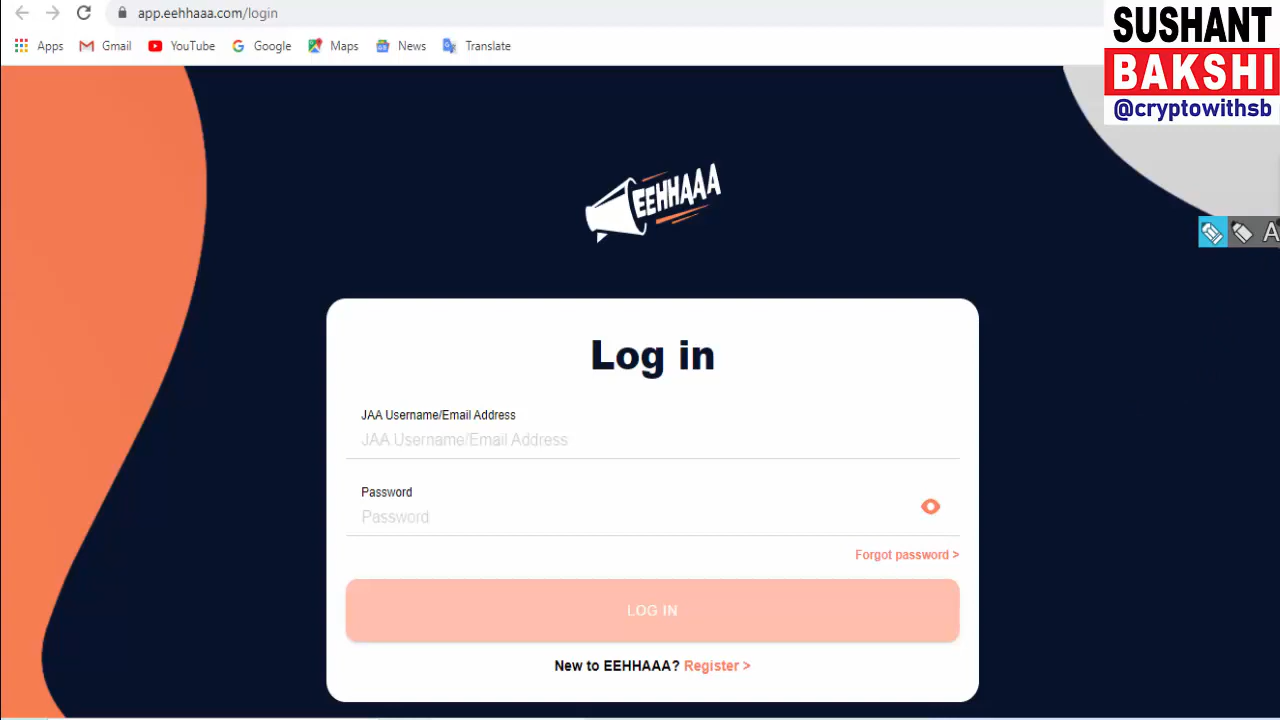 app.eehhaaa.com/login
SUSHANT
BAKSHI
@cryptowithsb
Apps Gmail YouTube Google Maps News Translate
EEHHAAA
A
Log in
JAA Username/Email Address
JAA Username/Email Address
Password
Password
Forgot password >
LOG IN
New to EEHHAAA? Register >